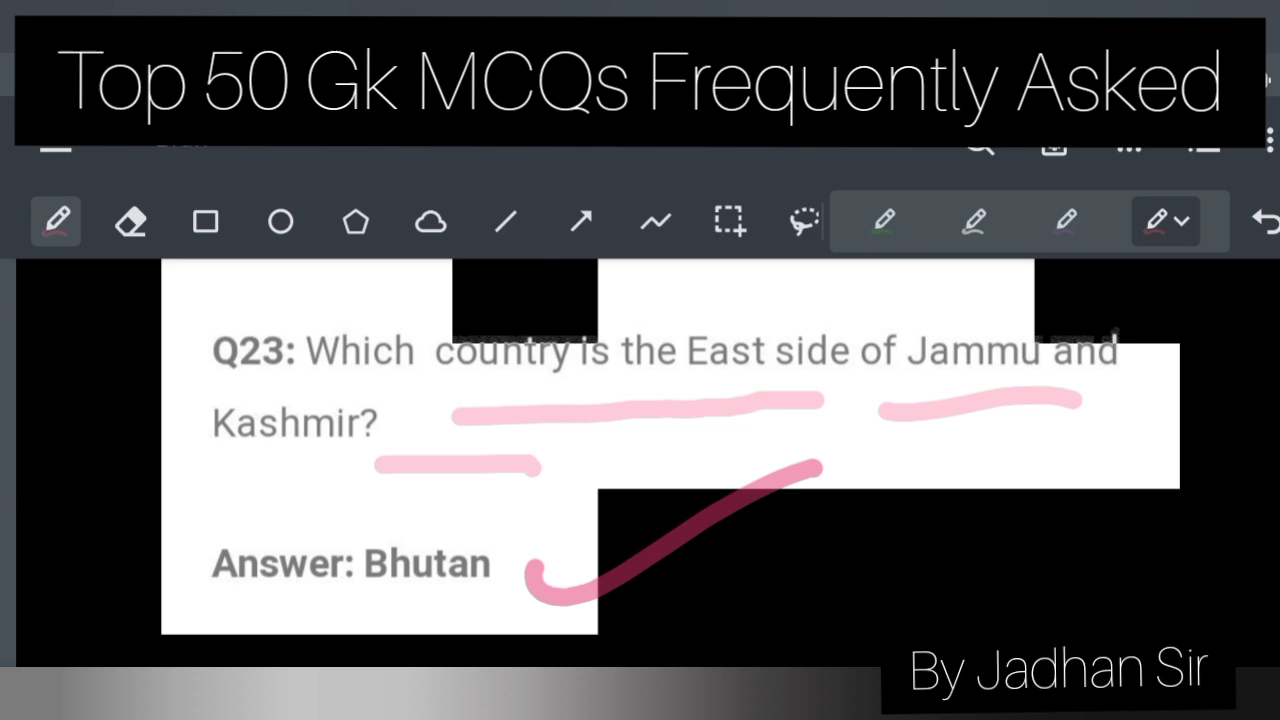 Top 50 Gk MCQs Frequently Asked
Q23: Which country is the East side of Jammu and
Kashmir?
Answer: Bhutan
By Jadhan Sir